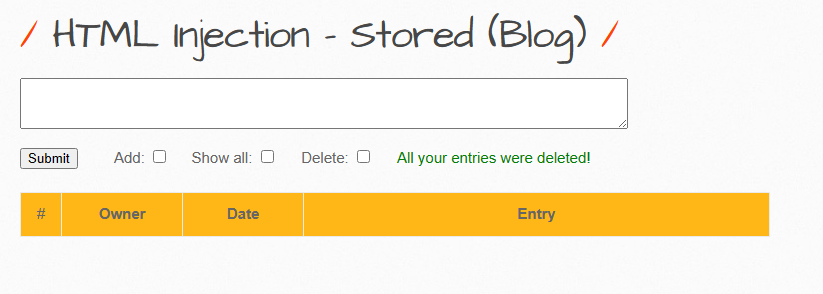 / HTML Injection - Stored (Blog) /
Submit Add: Show all: Delete: All your entries were deleted!
# Owner Date Entry